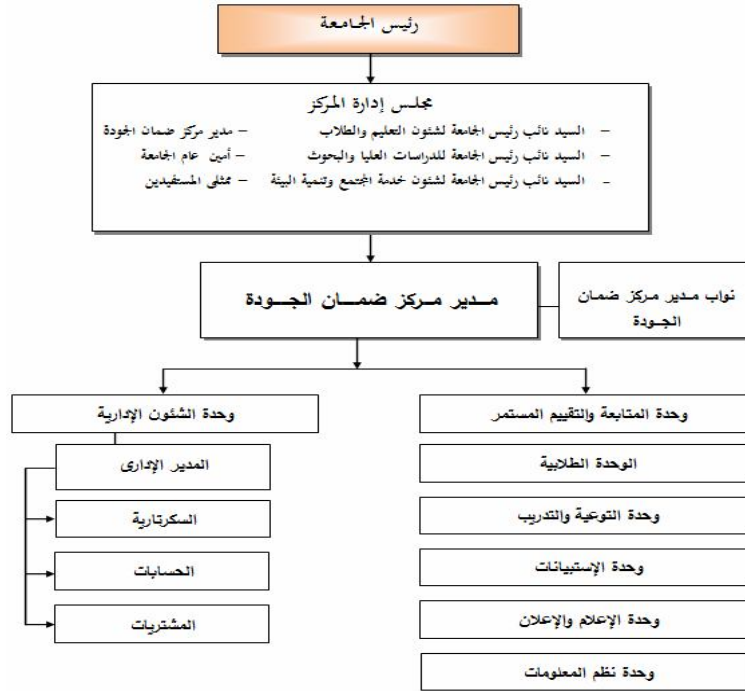 رئيس الجامعة
مجلس إدارة المركز
– السيد نائب رئيس الجامعة لشئون التعليم والطلاب – مدير مركز ضمان الجودة
– السيد نائب رئيس الجامعة للدراسات العليا والبحوث – أمين عام الجامعة
- السيد نائب رئيس الجامعة لشئون خدمة المجتمع وتنمية البيئة – ممثلى المستفيدين
مدير مركز ضمان الجودة
نواب مدير مركز ضمان
الجودة
وحدة المتابعة والتقييم المستمر
الوحدة الطلابية
وحدة التوعية والتدريب
وحدة الإستبيانات
وحدة الإعلام والإعلان
وحدة نظم المعلومات
وحدة الشئون الإدارية
المدير الإدارى
السكرتارية
الحسابات
المشتريات